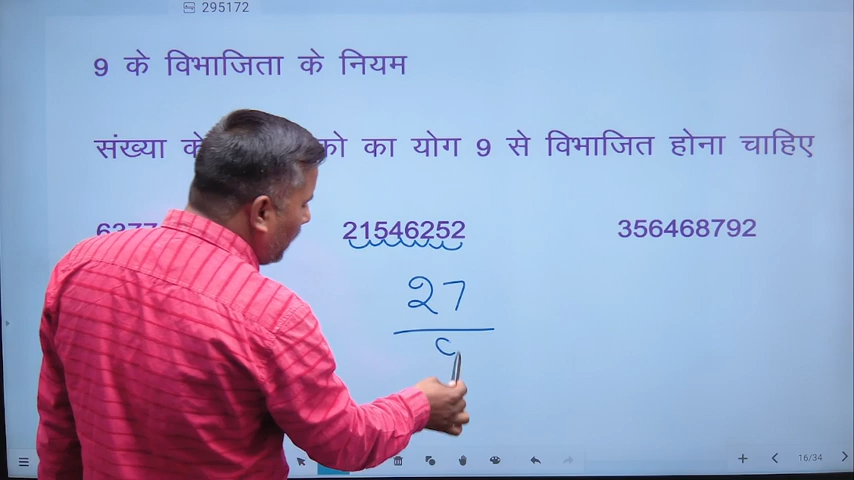 295172
9 के विभाजिता के नियम
संख्या का योग 9 से विभाजित होना चाहिए
21546252 356468792
27
16/34